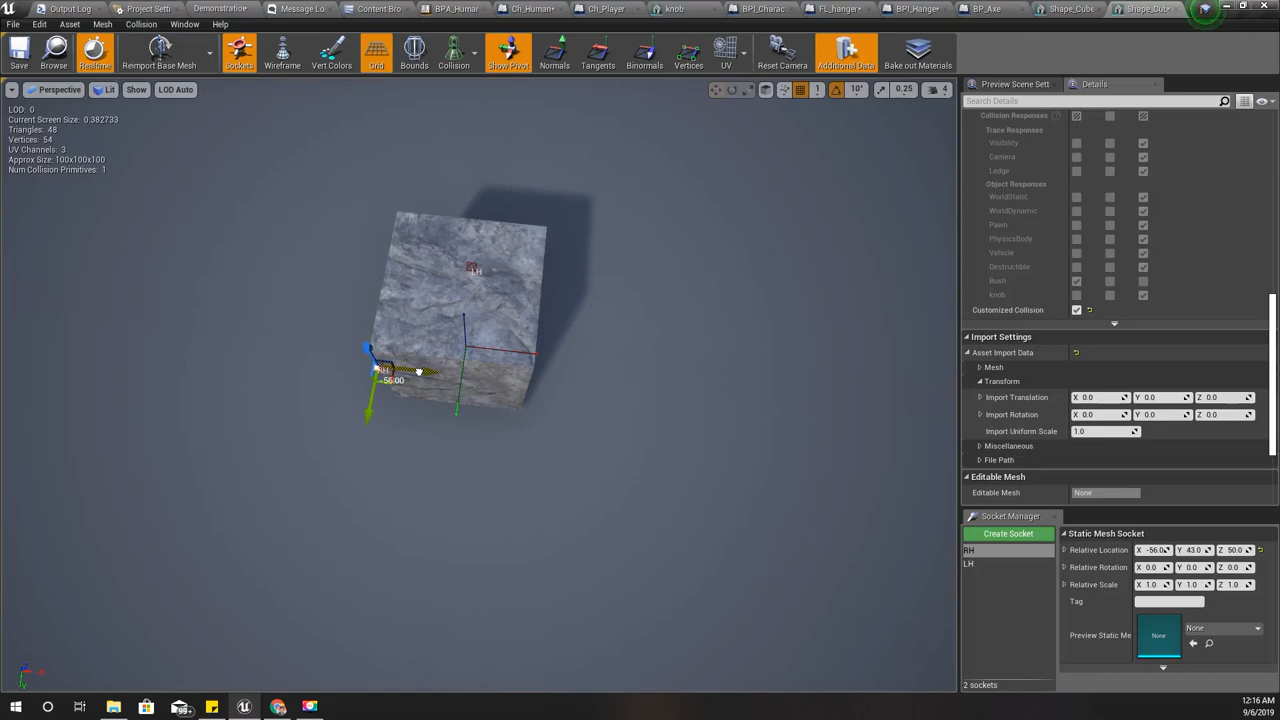 Output Log
Project Setti
Demonstration
Message Lo
Content Bro
BPA_Humar
Ch_Human
Ch_Player
knob
BPI_Charac
FL_hanger*
BPI_Hange
BP_Axe
Shape_Cube
Shape_Cub
File Edit Asset Mesh Collision Window Help
Save Browse Realtime Reimport Base Mesh Sockets Wireframe Vert Colors Grid Bounds Collision Show Pivot Normals Tangents Binormals Vertices UV Reset Camera Additional Data Bake out Materials
Perspective Lit Show LOD Auto 1 10° 0.25 4
LOD: 0
Current Screen Size: 0.382733
Triangles: 48
Vertices: 54
UV Channels: 3
Approx Size: 100x100x100
Num Collision Primitives: 1
RH
-56.00
Preview Scene Sett Details
Search Details
Collision Responses
Trace Responses
Visibility
Camera
Ledge
Object Responses
WorldStatic
WorldDynamic
Pawn
PhysicsBody
Vehicle
Destructible
Bush
knob
Customized Collision
Import Settings
Asset Import Data
Mesh
Transform
Import Translation X 0.0 Y 0.0 Z 0.0
Import Rotation X 0.0 Y 0.0 Z 0.0
Import Uniform Scale 1.0
Miscellaneous
File Path
Editable Mesh
Editable Mesh None
Socket Manager
Create Socket
RH
LH
2 sockets
Static Mesh Socket
Relative Location X -56.0 Y 43.0 Z 50.0
Relative Rotation X 0.0 Y 0.0 Z 0.0
Relative Scale X 1.0 Y 1.0 Z 1.0
Tag
Preview Static Me None None
99+
12:16 AM
9/6/2019